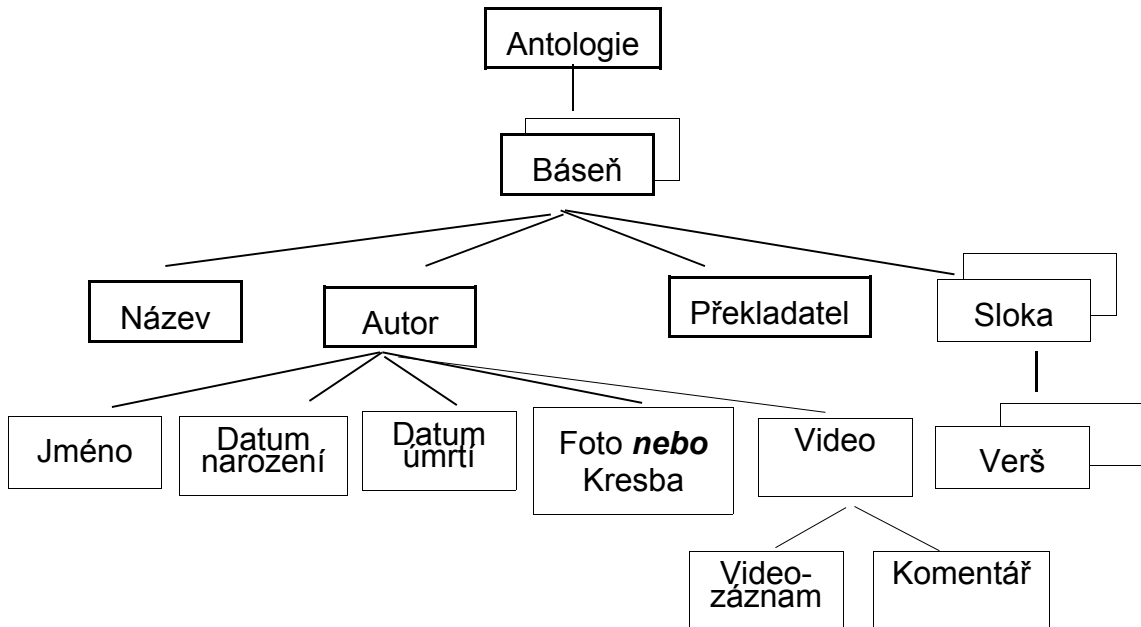 Antologie
Báseň
Název
Autor
Překladatel
Sloka
Jméno
Datum
narození
Datum
úmrtí
Foto nebo
Kresba
Video
Verš
Video-
záznam
Komentář